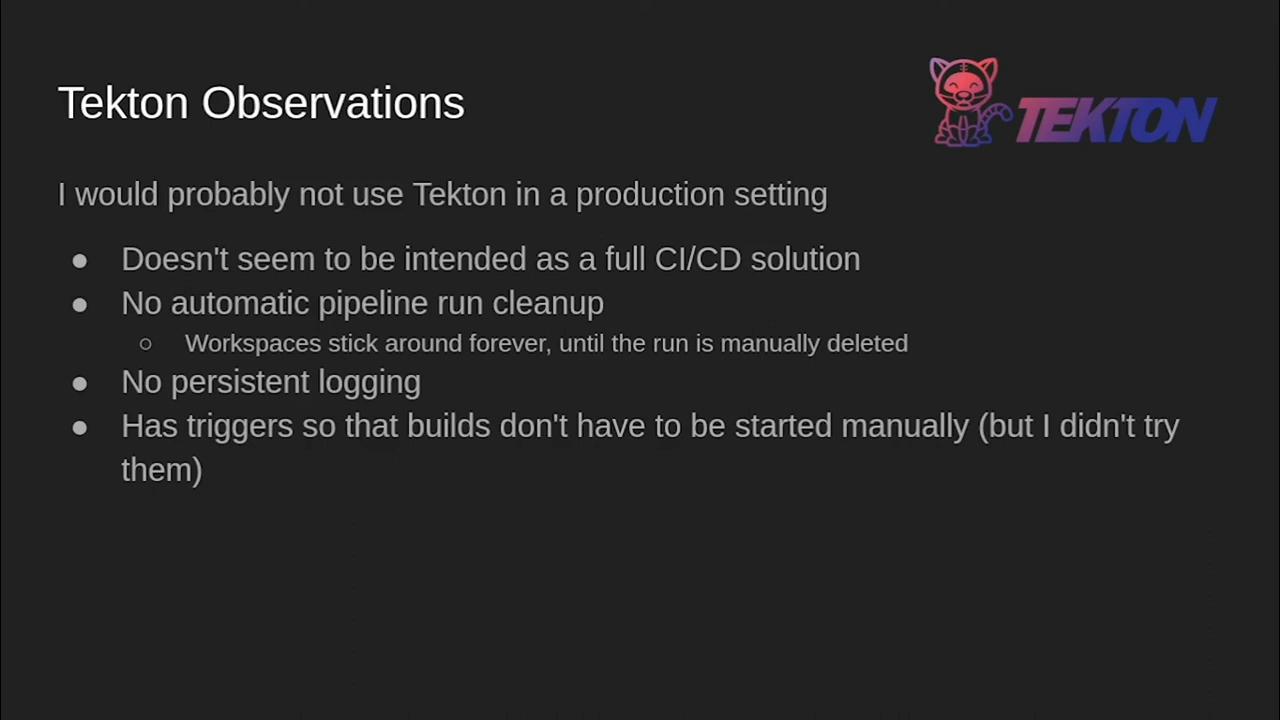 Tekton Observations
TEKTON
I would probably not use Tekton in a production setting
● Doesn't seem to be intended as a full CI/CD solution
● No automatic pipeline run cleanup
○ Workspaces stick around forever, until the run is manually deleted
● No persistent logging
● Has triggers so that builds don't have to be started manually (but I didn't try
them)